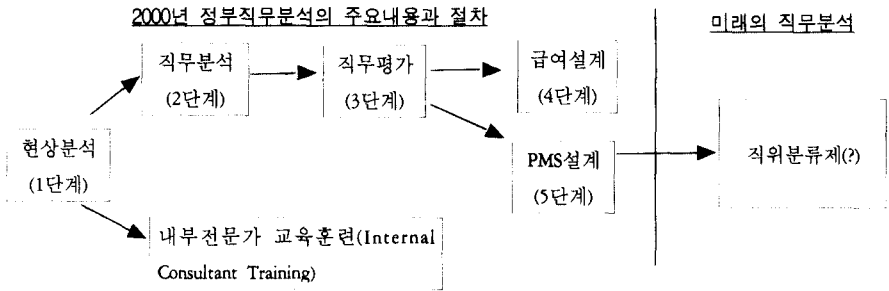 2000년 정부직무분석의 주요내용과 절차
미래의 직무분석
직무분석
(2단계)
직무평가
(3단계)
급여설계
(4단계)
현상분석
(1단계)
PMS설계
(5단계)
직위분류제(?)
내부전문가 교육훈련(Internal
Consultant Training)